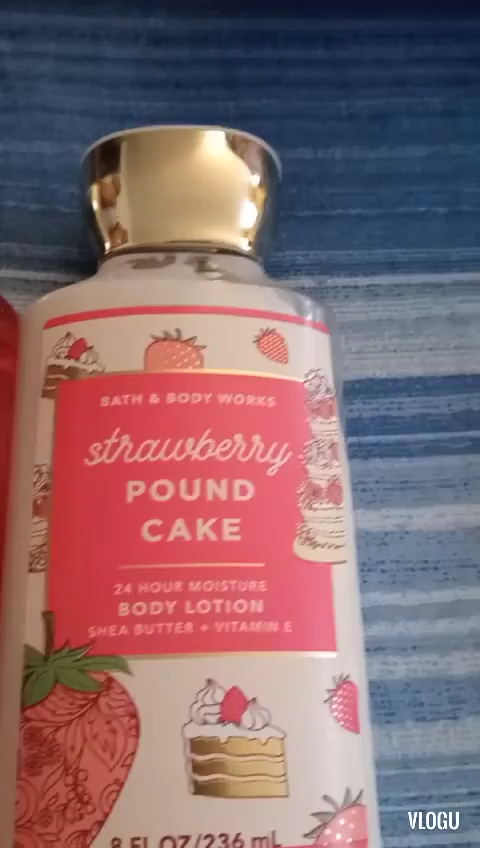 BATH & BODY WORKS
strawberry
POUND
CAKE
24 HOUR MOISTURE
BODY LOTION
SHEA BUTTER + VITAMIN E
8 FL OZ/236 mL
VLOGU